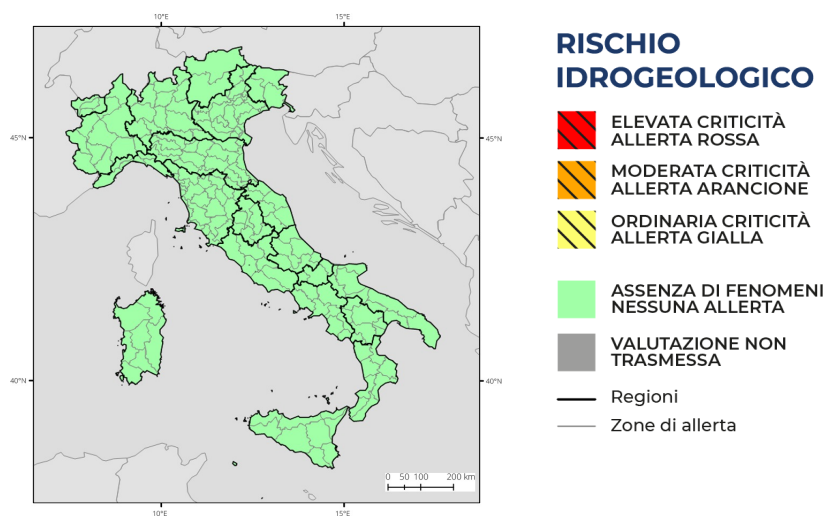 10°E
15°E
45°N
45°N
40°N
40°N
0 50 100 200 km
10°E
15°E
RISCHIO
IDROGEOLOGICO
ELEVATA CRITICITÀ
ALLERTA ROSSA
MODERATA CRITICITÀ
ALLERTA ARANCIONE
ORDINARIA CRITICITÀ
ALLERTA GIALLA
ASSENZA DI FENOMENI
NESSUNA ALLERTA
VALUTAZIONE NON
TRASMESSA
Regioni
Zone di allerta